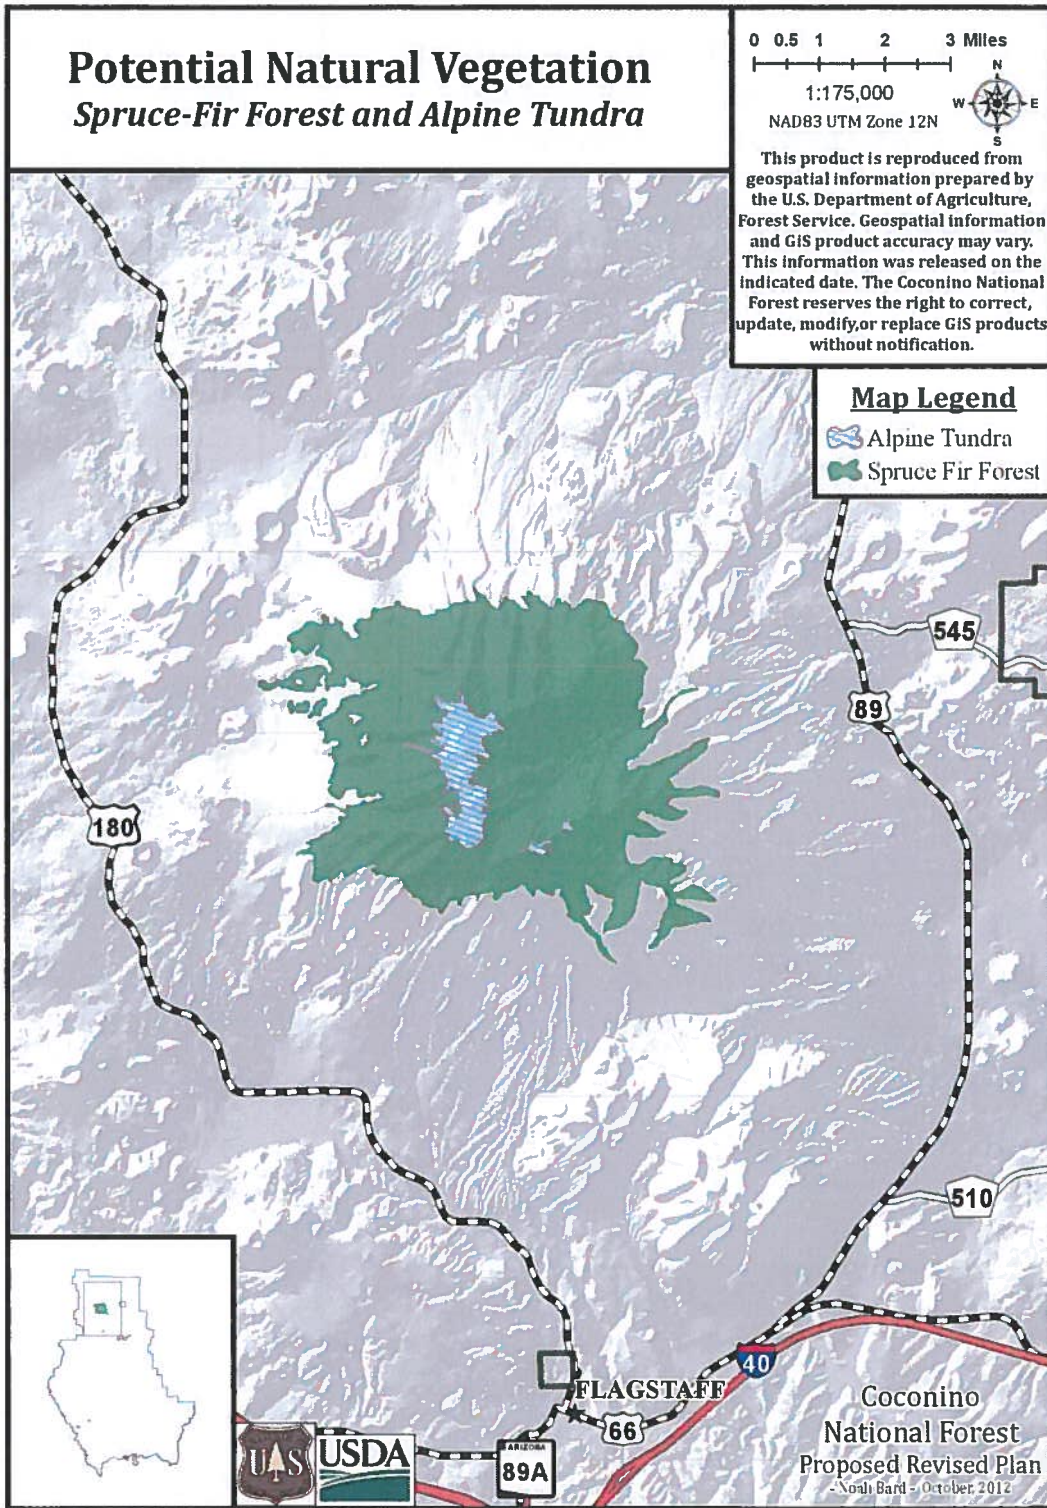 Potential Natural Vegetation
Spruce-Fir Forest and Alpine Tundra
0 0.5 1 2 3 Miles
1:175,000
NAD83 UTM Zone 12N
N
W E
S
This product is reproduced from
geospatial information prepared by
the U.S. Department of Agriculture,
Forest Service. Geospatial information
and GiS product accuracy may vary.
This information was released on the
indicated date. The Coconino National
Forest reserves the right to correct,
update, modify,or replace GiS products
without notification.
Map Legend
Alpine Tundra
Spruce Fir Forest
545
89
180
510
40
FLAGSTAFF
66
ARIZONA
89A
US
USDA
Coconino
National Forest
Proposed Revised Plan
- Noah Bard - October, 2012